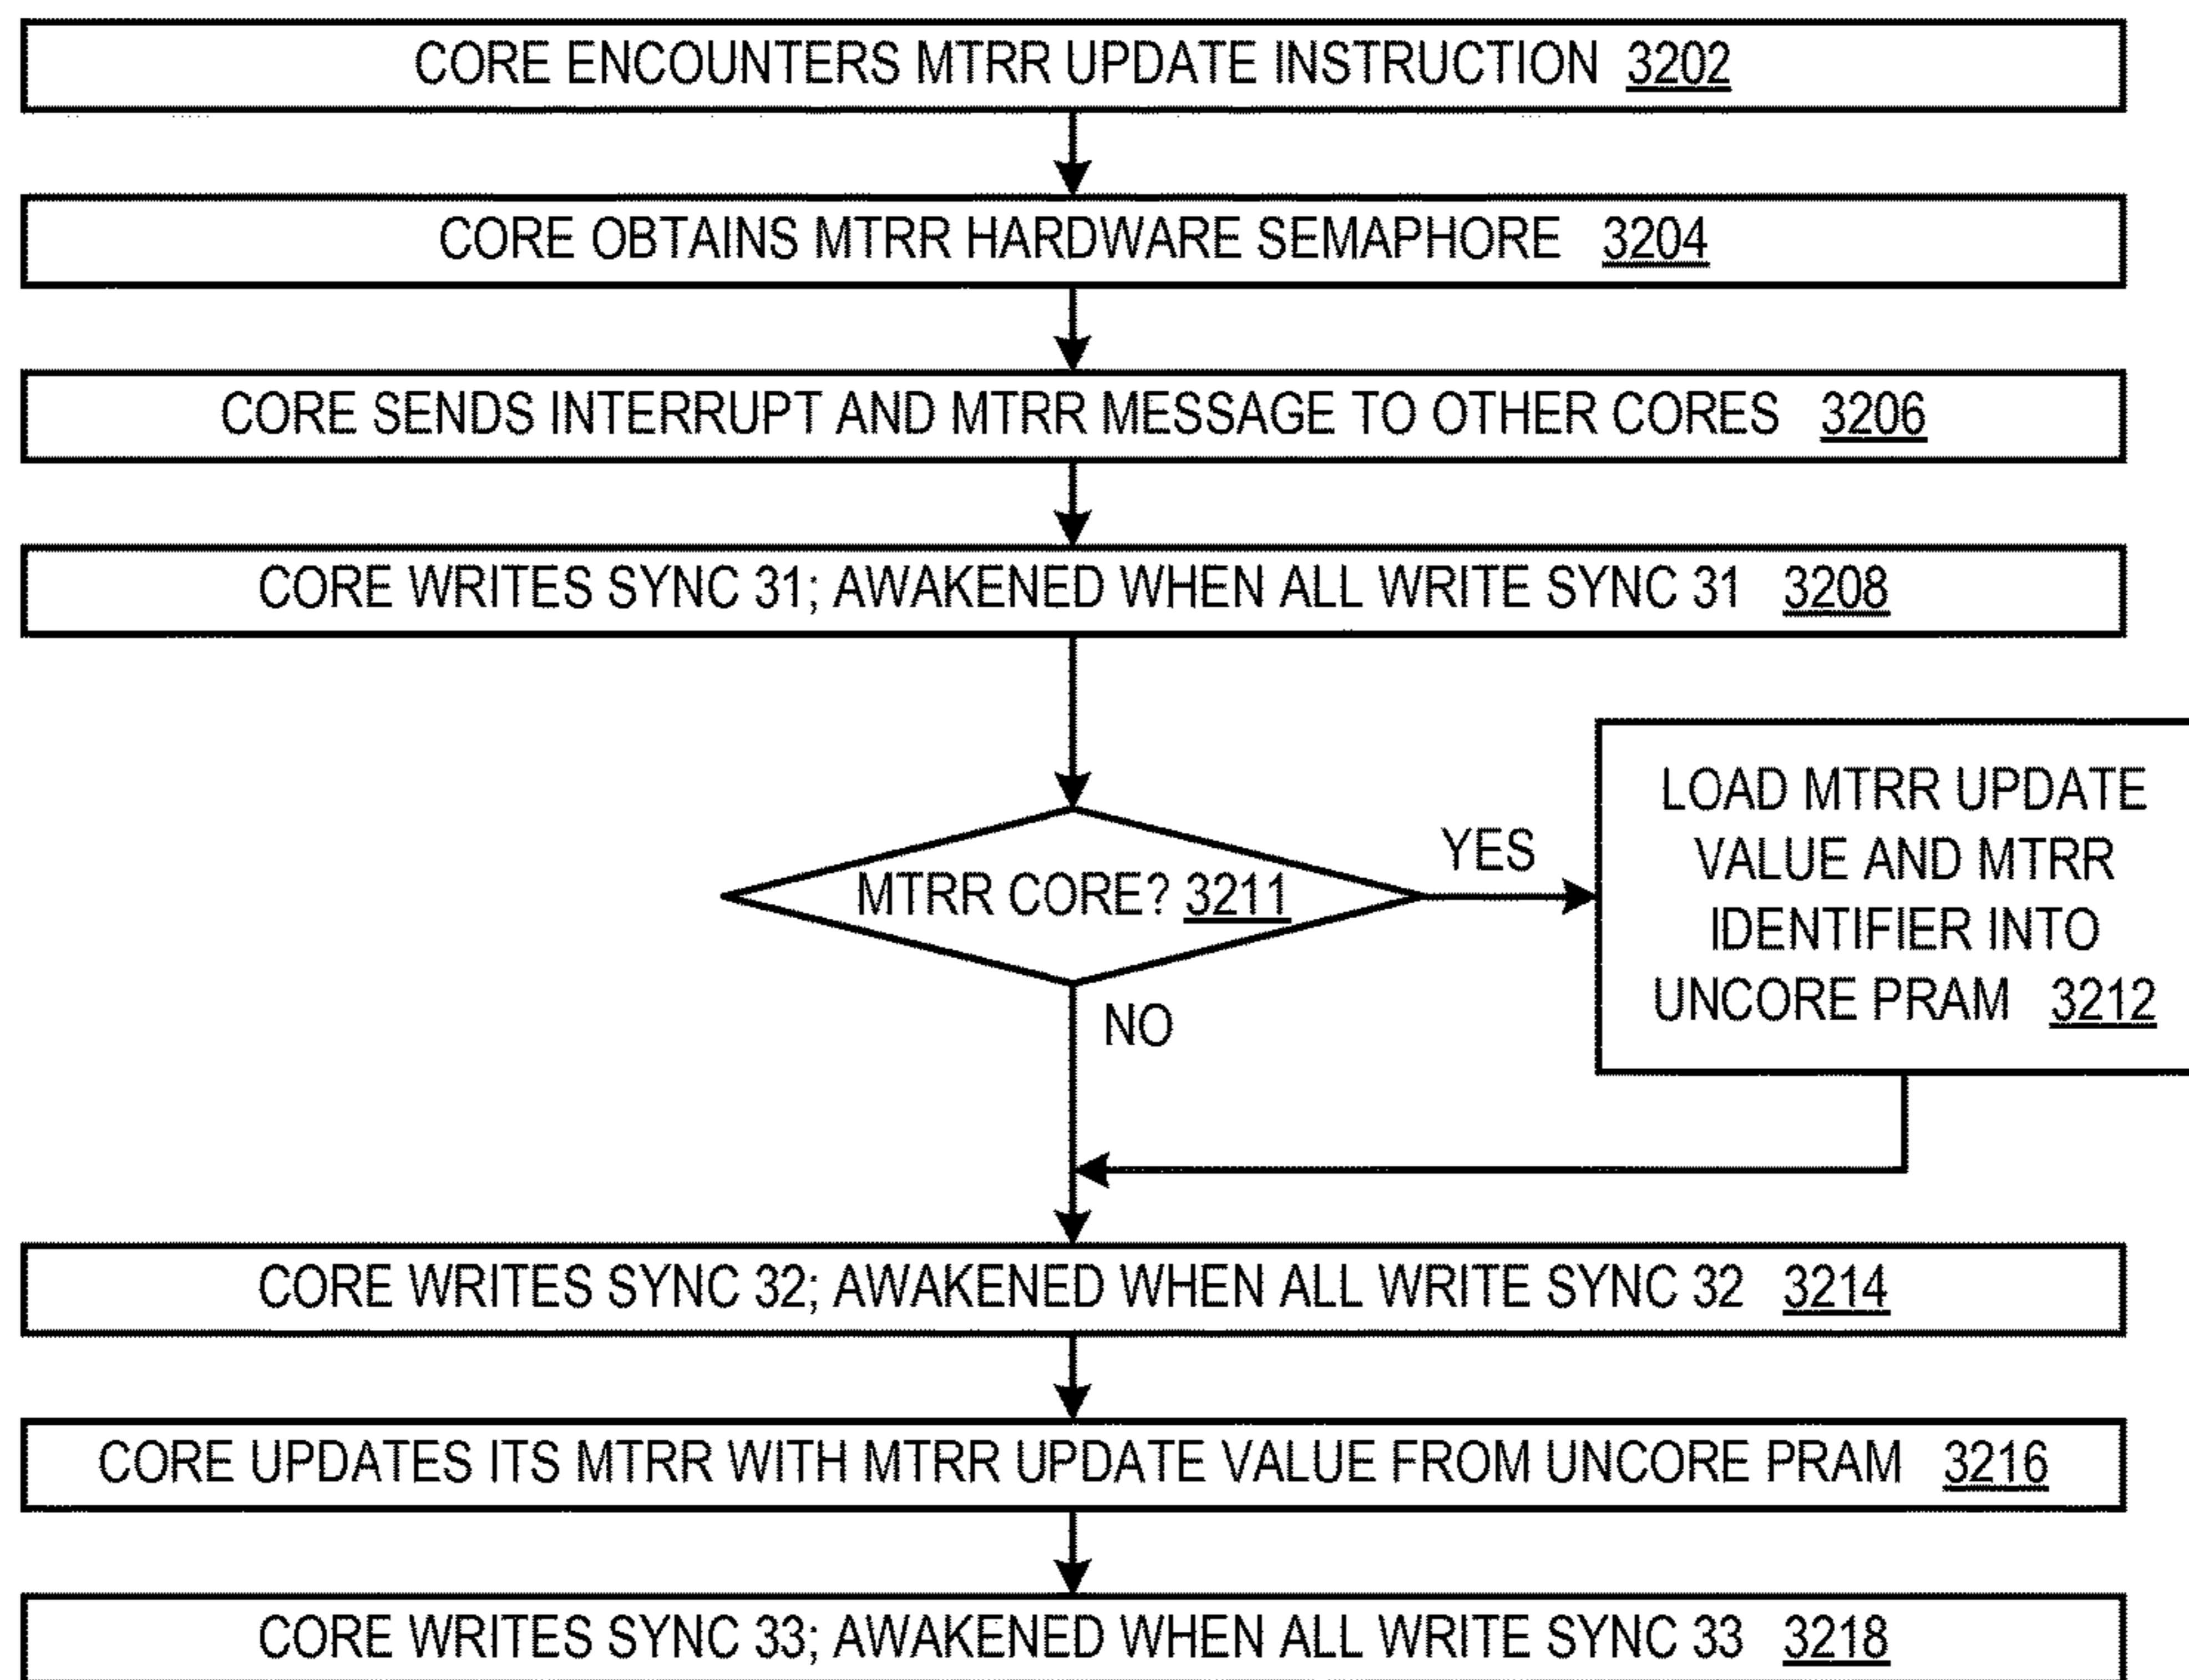 CORE ENCOUNTERS MTRR UPDATE INSTRUCTION 3202
CORE OBTAINS MTRR HARDWARE SEMAPHORE 3204
CORE SENDS INTERRUPT AND MTRR MESSAGE TO OTHER CORES 3206
CORE WRITES SYNC 31; AWAKENED WHEN ALL WRITE SYNC 31 3208
MTRR CORE? 3211
YES
LOAD MTRR UPDATE
VALUE AND MTRR
IDENTIFIER INTO
UNCORE PRAM 3212
NO
CORE WRITES SYNC 32; AWAKENED WHEN ALL WRITE SYNC 32 3214
CORE UPDATES ITS MTRR WITH MTRR UPDATE VALUE FROM UNCORE PRAM 3216
CORE WRITES SYNC 33; AWAKENED WHEN ALL WRITE SYNC 33 3218